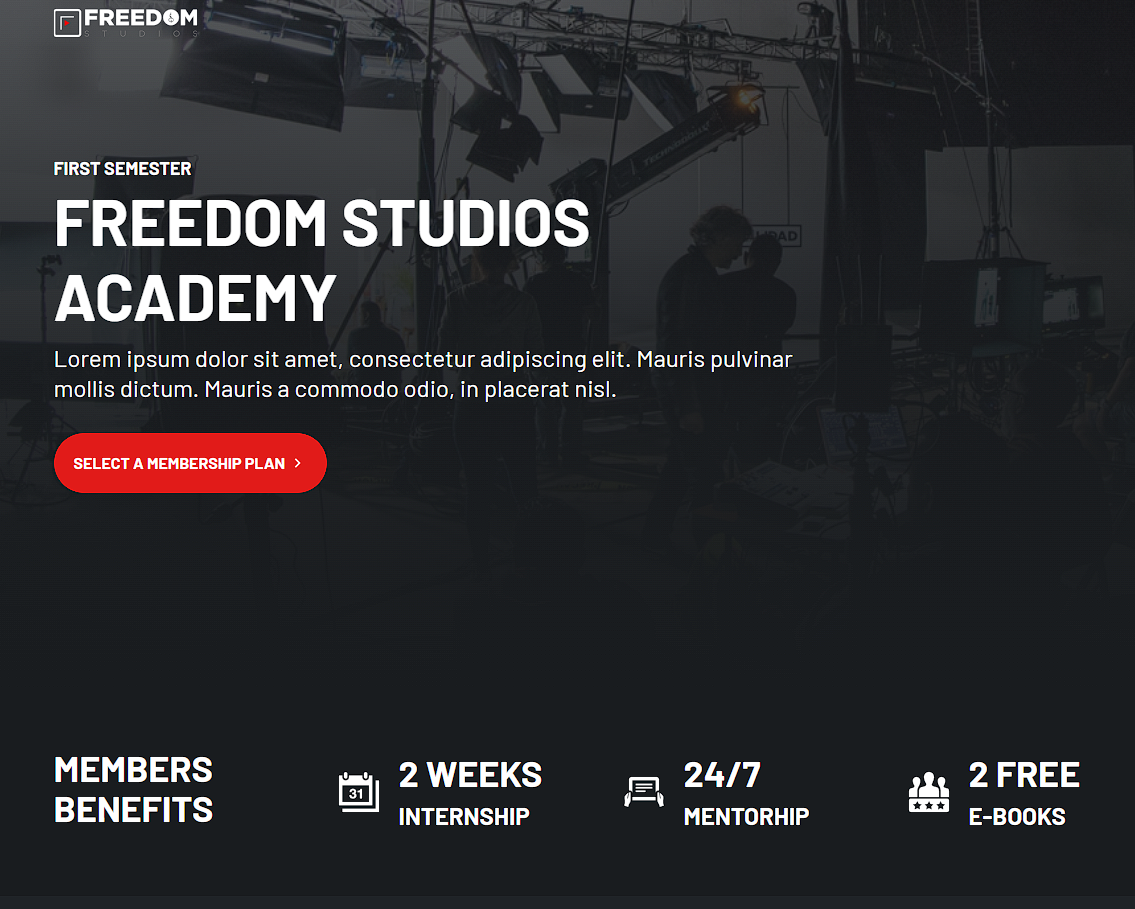 FREEDOM
STUDIOS
FIRST SEMESTER
FREEDOM STUDIOS
ACADEMY
Lorem ipsum dolor sit amet, consectetur adipiscing elit. Mauris pulvinar
mollis dictum. Mauris a commodo odio, in placerat nisl.
SELECT A MEMBERSHIP PLAN >
MEMBERS
BENEFITS
31
2 WEEKS
INTERNSHIP
24/7
MENTORHIP
2 FREE
E-BOOKS